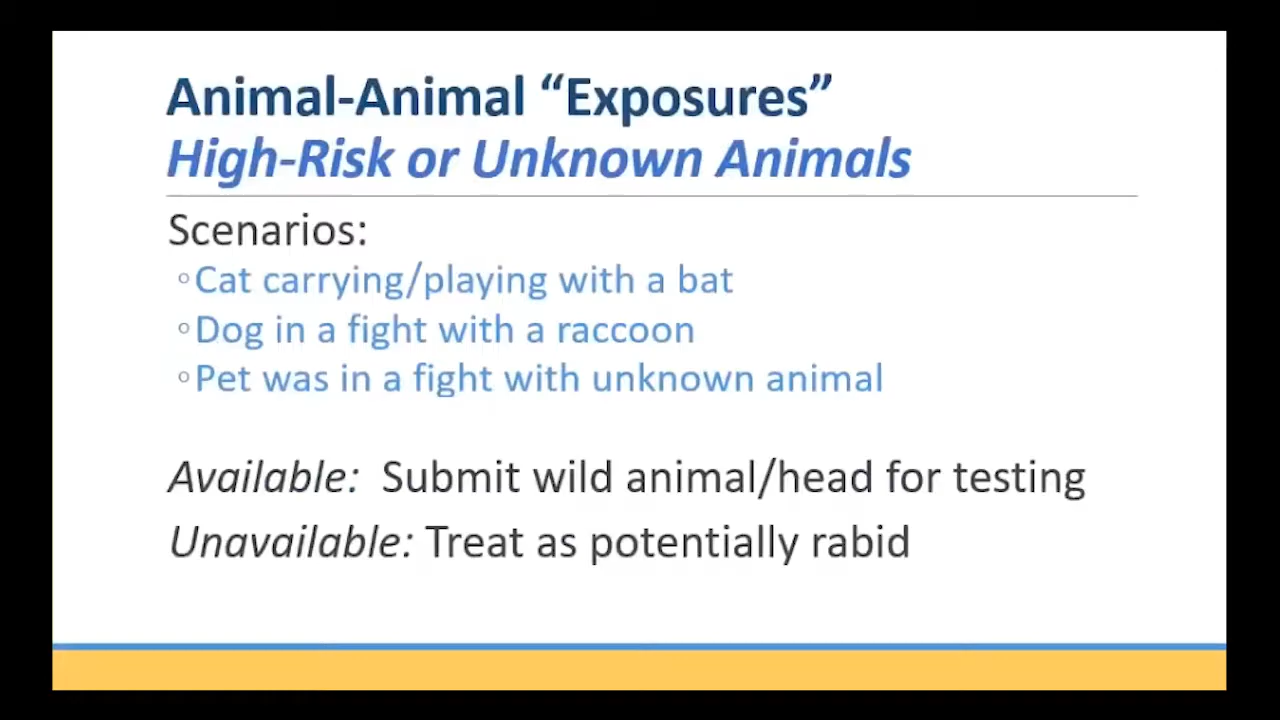 Animal-Animal “Exposures”
High-Risk or Unknown Animals
Scenarios:
◦Cat carrying/playing with a bat
◦Dog in a fight with a raccoon
◦Pet was in a fight with unknown animal
Available: Submit wild animal/head for testing
Unavailable: Treat as potentially rabid